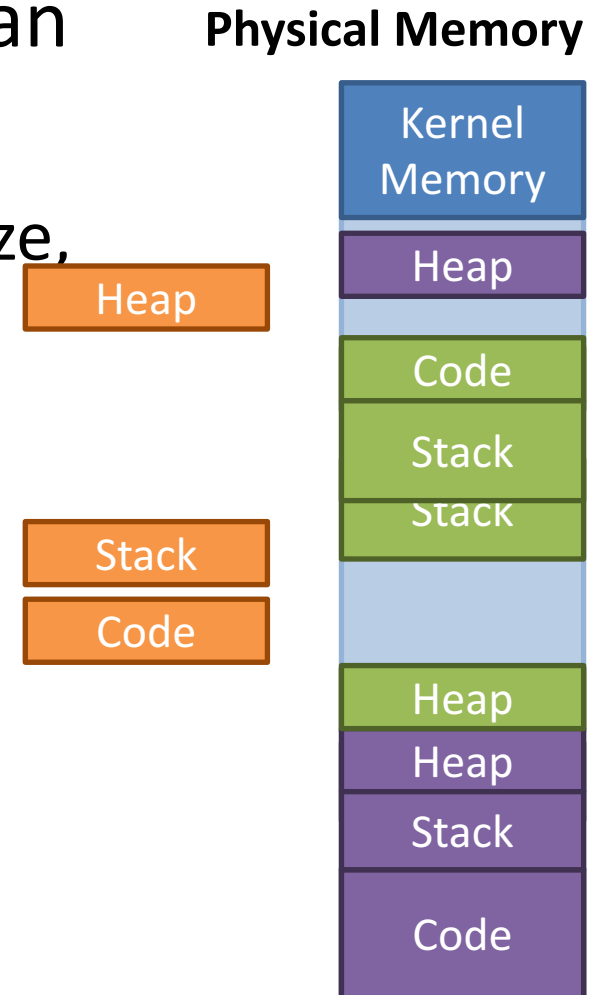 an
Physical Memory
Kernel
Memory
ze,
Heap
Heap
Code
Stack
Stack
Stack
Code
Heap
Heap
Stack
Code